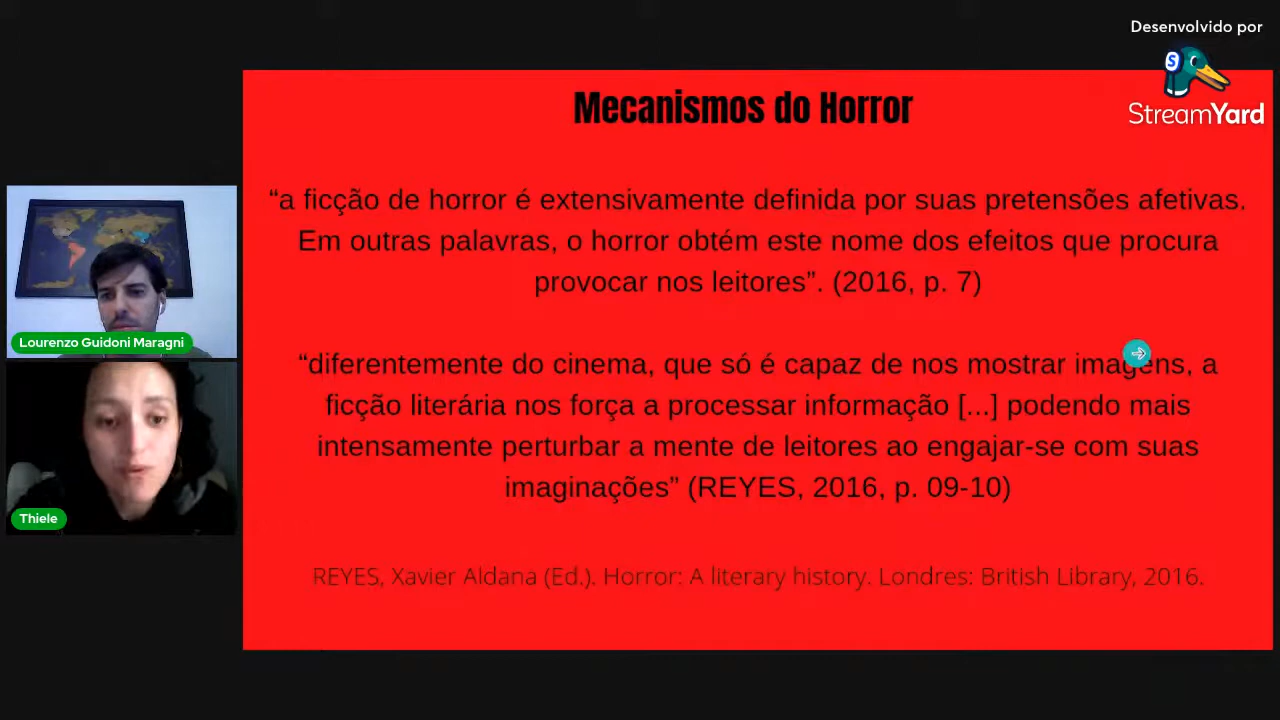 Desenvolvido por
S
StreamYard
Mecanismos do Horror
“a ficção de horror é extensivamente definida por suas pretensões afetivas.
Em outras palavras, o horror obtém este nome dos efeitos que procura
provocar nos leitores”. (2016, p. 7)
“diferentemente do cinema, que só é capaz de nos mostrar imagens, a
ficção literária nos força a processar informação [...] podendo mais
intensamente perturbar a mente de leitores ao engajar-se com suas
imaginações” (REYES, 2016, p. 09-10)
REYES, Xavier Aldana (Ed.). Horror: A literary history. Londres: British Library, 2016.
Lourenzo Guidoni Maragni
Thiele